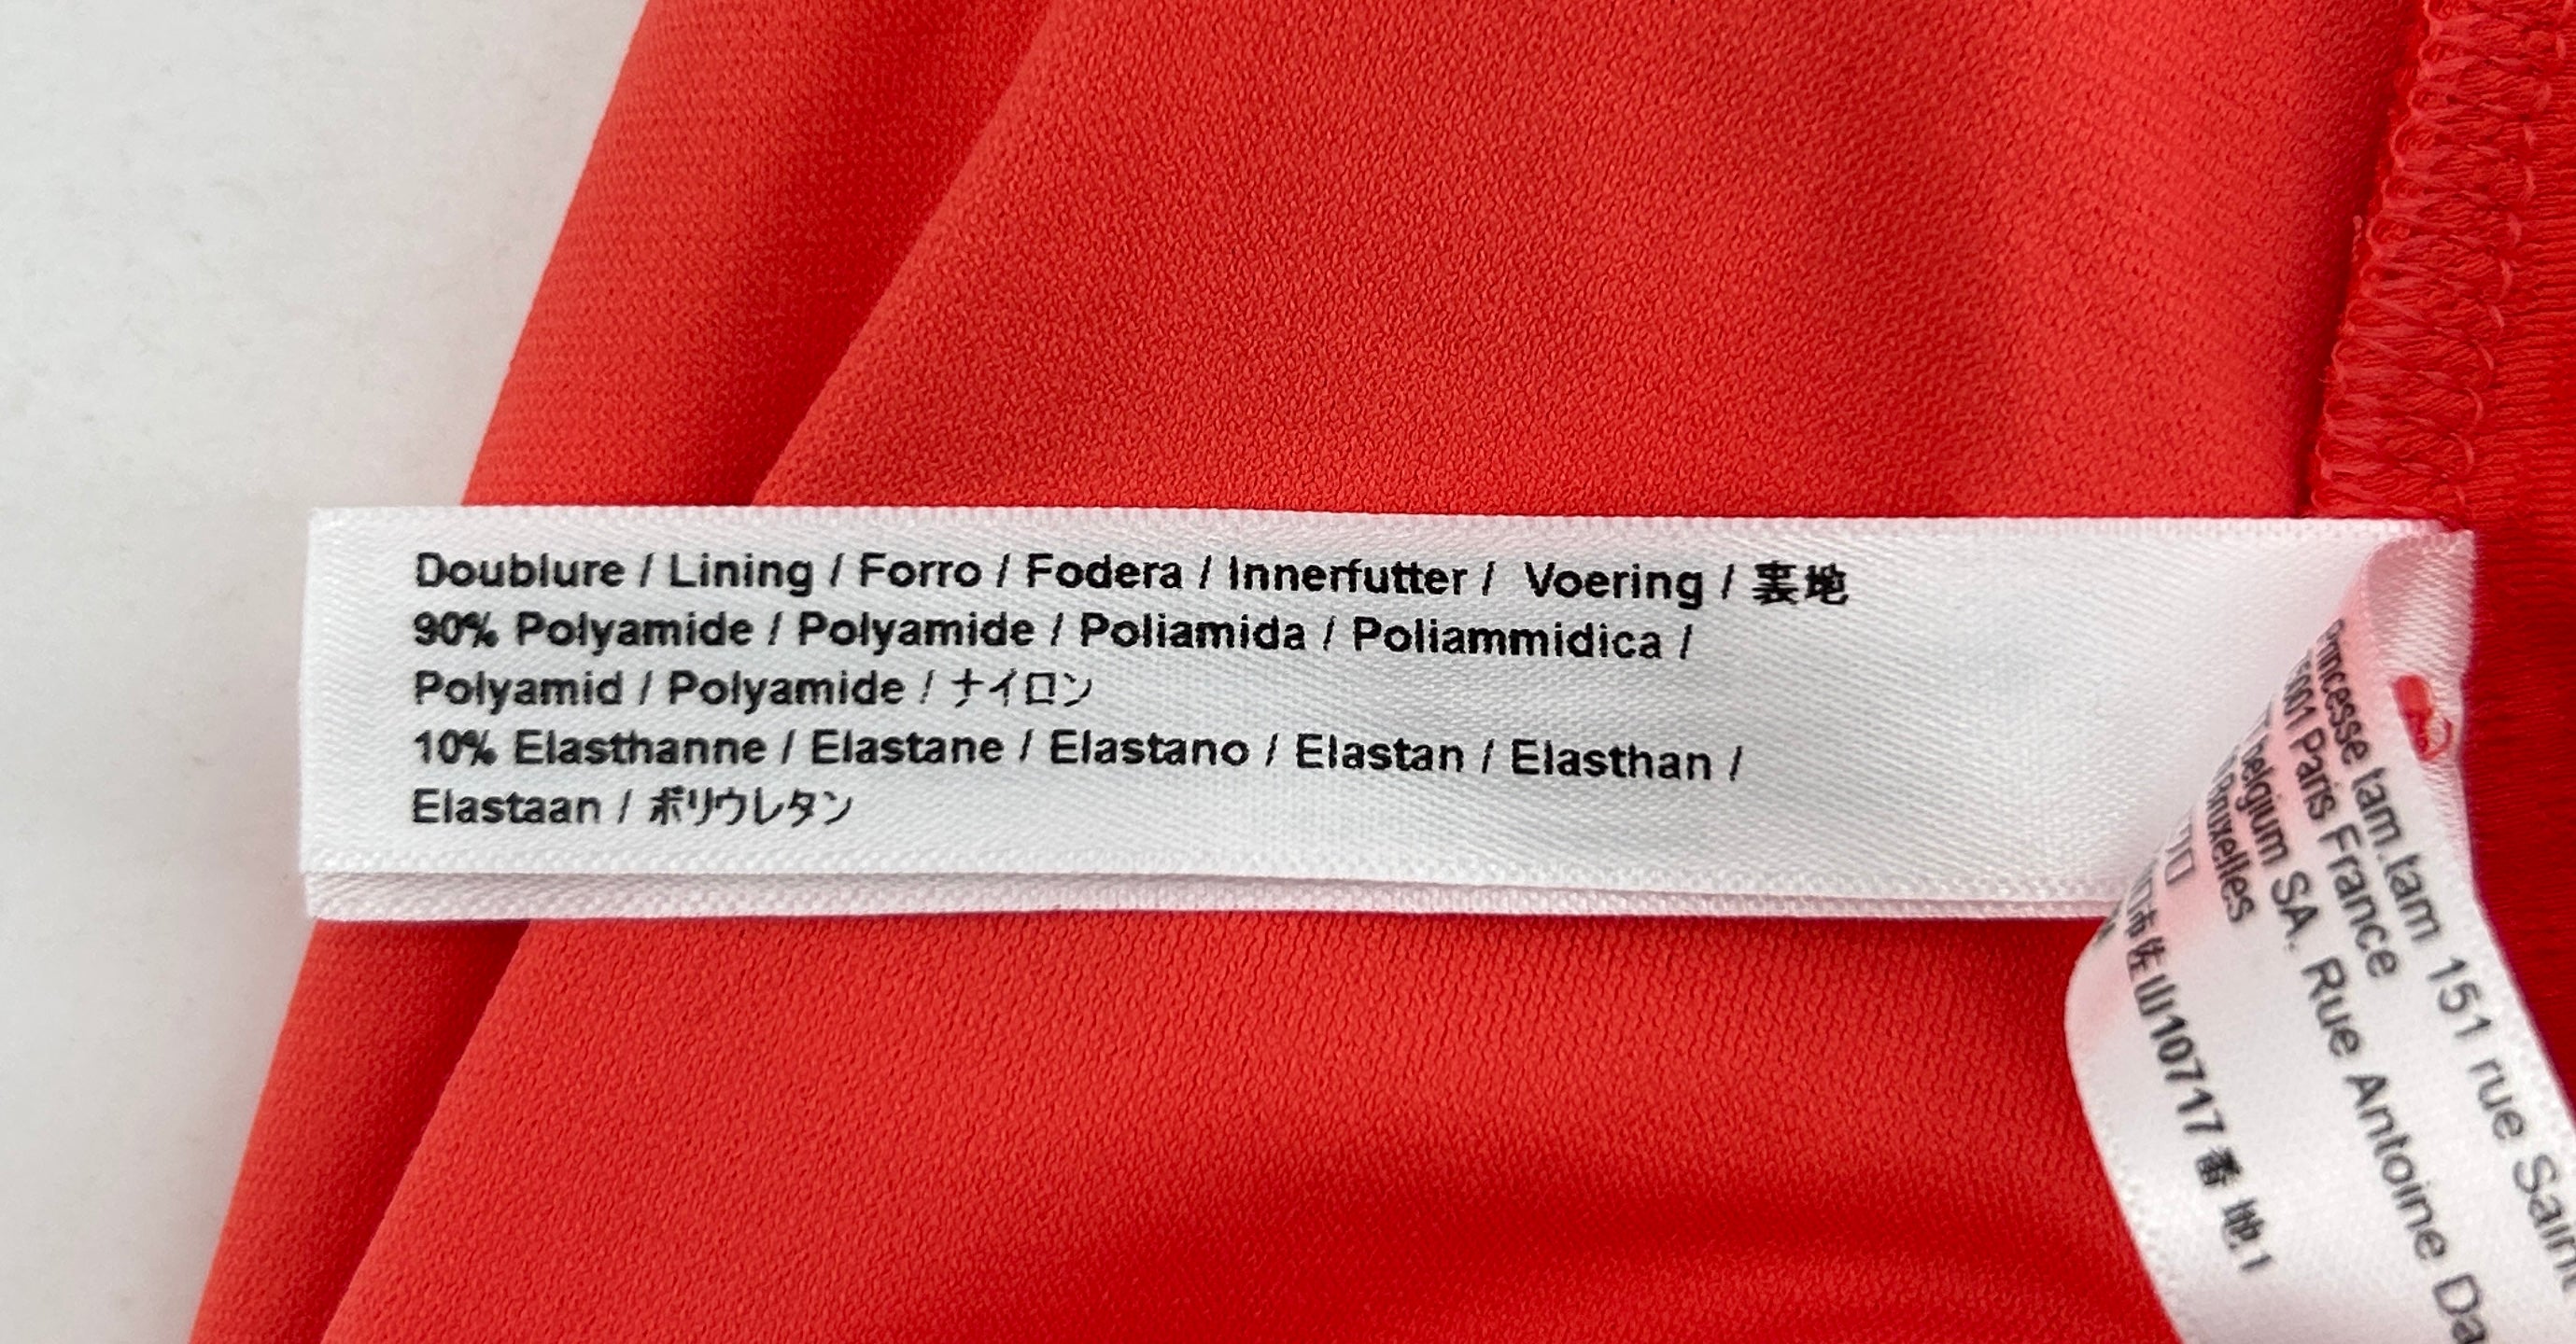 Doublure / Lining / Forro / Fodera / Innerfutter / Voering / 裏地
90% Polyamide / Polyamide / Poliamida / Poliammidica /
Polyamid / Polyamide / ナイロン
10% Elasthanne / Elastane / Elastano / Elastan / Elasthan /
Elastaan / ポリウレタン
Princesse tam.tam 151 rue
Paris France
belgium SA. Rue Antoine
Bruxelles
佐山10717番地1